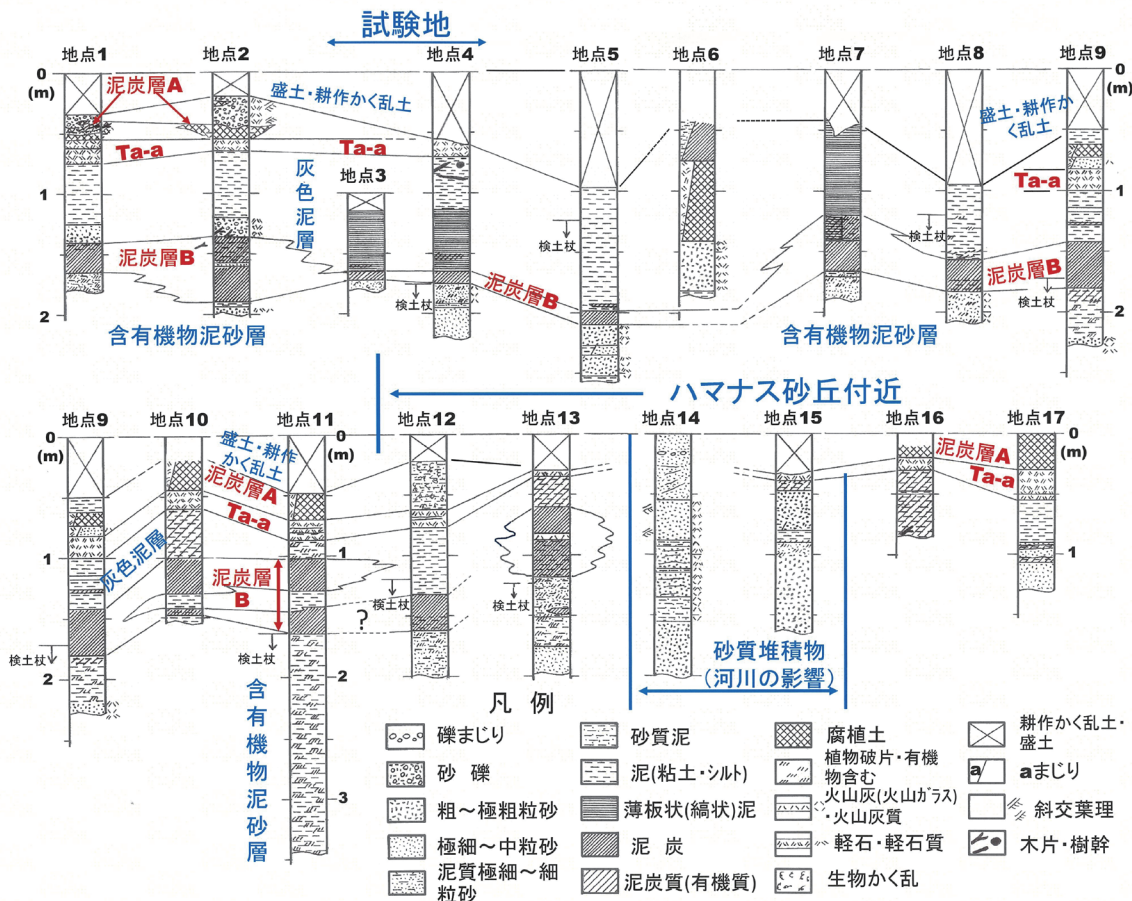 試験地
地点1
地点2
地点4
地点5
地点6
地点7
地点8
地点9
0
(m)
1
2
0
(m)
1
2
泥炭層A
盛土・耕作かく乱土
盛土・耕作か
く乱土
Ta-a
Ta-a
Ta-a
灰色泥層
地点3
検土杖
検土杖
検土杖
検土杖
泥炭層B
泥炭層B
泥炭層B
含有機物泥砂層
含有機物泥砂層
ハマナス砂丘付近
地点9
地点10
地点11
地点12
地点13
地点14
地点15
地点16
地点17
0
(m)
1
2
0
(m)
1
2
3
0
(m)
1
盛土・耕作
かく乱土
泥炭層A
Ta-a
灰色泥層
泥炭層
B
泥炭層A
Ta-a
?
検土杖
検土杖
検土杖
検土杖
含有機物泥砂層
砂質堆積物
(河川の影響)
凡例
礫まじり
砂礫
粗～極粗粒砂
極細～中粒砂
泥質極細～細
粒砂
砂質泥
泥(粘土・シルト)
薄板状(縞状)泥
泥炭
泥炭質(有機質)
腐植土
植物破片・有機
物含む
火山灰(火山ガラス)
・火山灰質
軽石・軽石質
生物かく乱
耕作かく乱土・
盛土
a
aまじり
斜交葉理
木片・樹幹